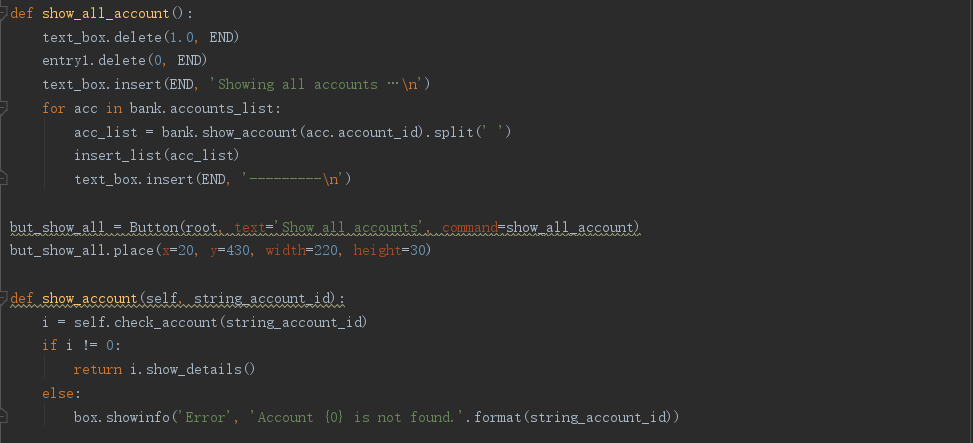 def show_all_account():
    text_box.delete(1.0, END)
    entry1.delete(0, END)
    text_box.insert(END, 'Showing all accounts …\n')
    for acc in bank.accounts_list:
        acc_list = bank.show_account(acc.account_id).split(' ')
        insert_list(acc_list)
        text_box.insert(END, '---------\n')
but_show_all = Button(root, text='Show all accounts', command=show_all_account)
but_show_all.place(x=20, y=430, width=220, height=30)
def show_account(self, string_account_id):
    i = self.check_account(string_account_id)
    if i != 0:
        return i.show_details()
    else:
        box.showinfo('Error', 'Account {0} is not found.'.format(string_account_id))